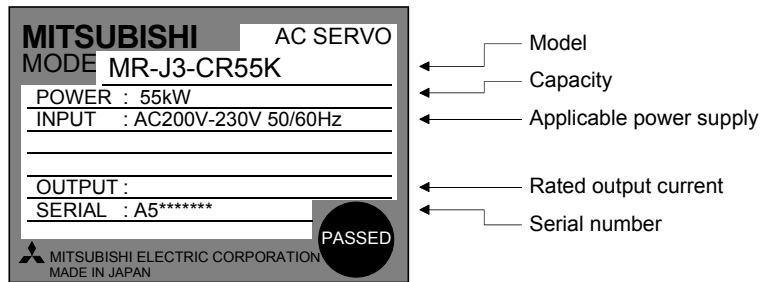 MITSUBISHI AC SERVO
MODE MR-J3-CR55K
POWER : 55kW
INPUT : AC200V-230V 50/60Hz
OUTPUT :
SERIAL : A5*******
PASSED
MITSUBISHI ELECTRIC CORPORATION
MADE IN JAPAN
Model
Capacity
Applicable power supply
Rated output current
Serial number